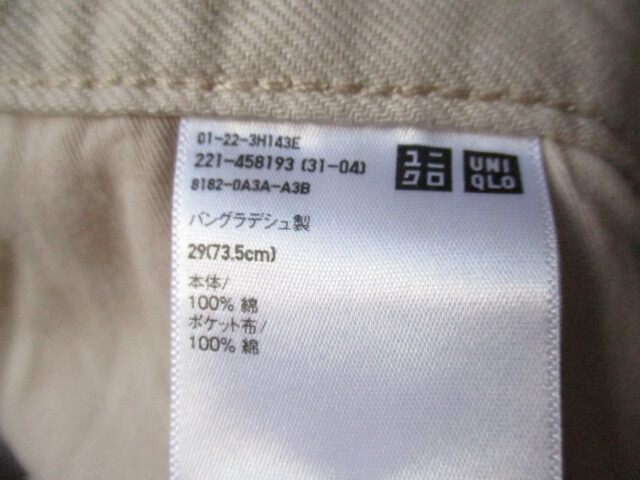 01-22-3H143E
221-458193 (31-04)
8182-0A3A-A3B
ユニ
クロ
UNI
QLO
バングラデシュ製
29(73.5cm)
本体/
100% 綿
ポケット布/
100% 綿